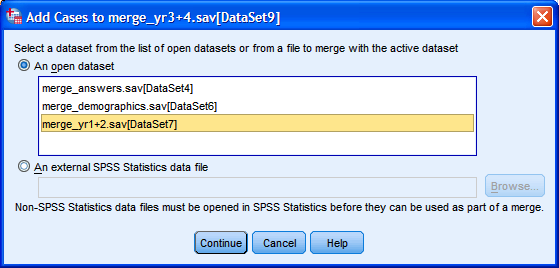 Add Cases to merge_yr3+4.sav[DataSet9]
Select a dataset from the list of open datasets or from a file to merge with the active dataset
An open dataset
merge_answers.sav[DataSet4]
merge_demographics.sav[DataSet6]
merge_yr1+2.sav[DataSet7]
An external SPSS Statistics data file
Browse...
Non-SPSS Statistics data files must be opened in SPSS Statistics before they can be used as part of a merge.
Continue Cancel Help